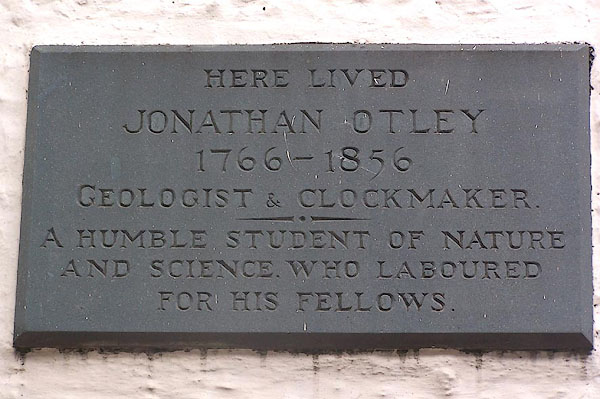 HERE LIVED
JONATHAN OTLEY
1766 – 1856
GEOLOGIST & CLOCKMAKER.
A HUMBLE STUDENT OF NATURE
AND SCIENCE. WHO LABOURED
FOR HIS FELLOWS.